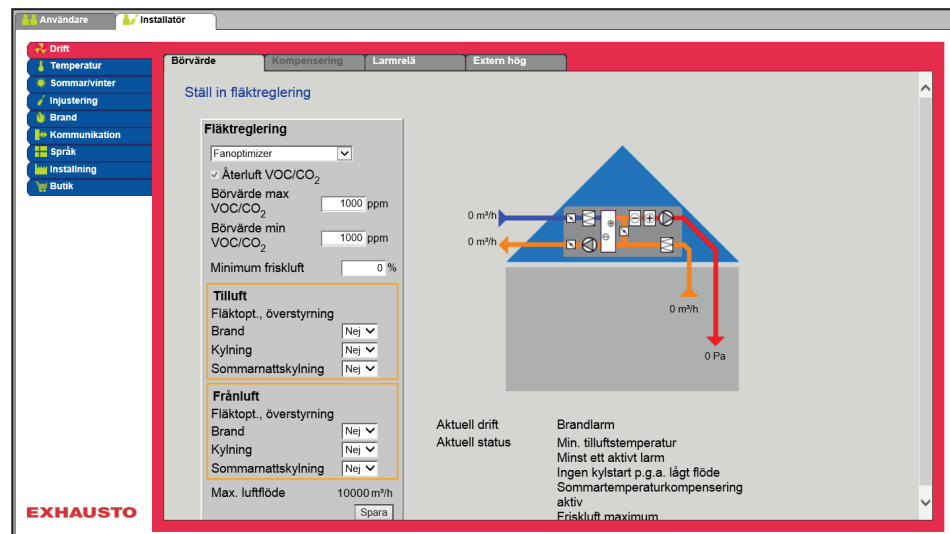 Användare
Installatör
Drift
Temperatur
Sommar/vinter
Injustering
Brand
Kommunikation
Språk
Inställning
Butik
Börvärde
Kompensering
Larmrelä
Extern hög
Ställ in fläktreglering
Fläktreglering
Fanoptimizer
Återluft VOC/CO2
Börvärde max
VOC/CO2
1000 ppm
Börvärde min
VOC/CO2
1000 ppm
Minimum friskluft
0 %
Tilluft
Fläktopt., överstyrning
Brand
Nej
Kylning
Nej
Sommarnattskylning
Nej
Frånluft
Fläktopt., överstyrning
Brand
Nej
Kylning
Nej
Sommarnattskylning
Nej
Max. luftflöde
10000 m³/h
Spara
0 m³/h
0 m³/h
0 m³/h
0 Pa
Aktuell drift
Brandlarm
Aktuell status
Min. tilluftstemperatur
Minst ett aktivt larm
Ingen kylstart p.g.a. lågt flöde
Sommartemperaturkompensering
aktiv
Friskluft maximum
EXHAUSTO